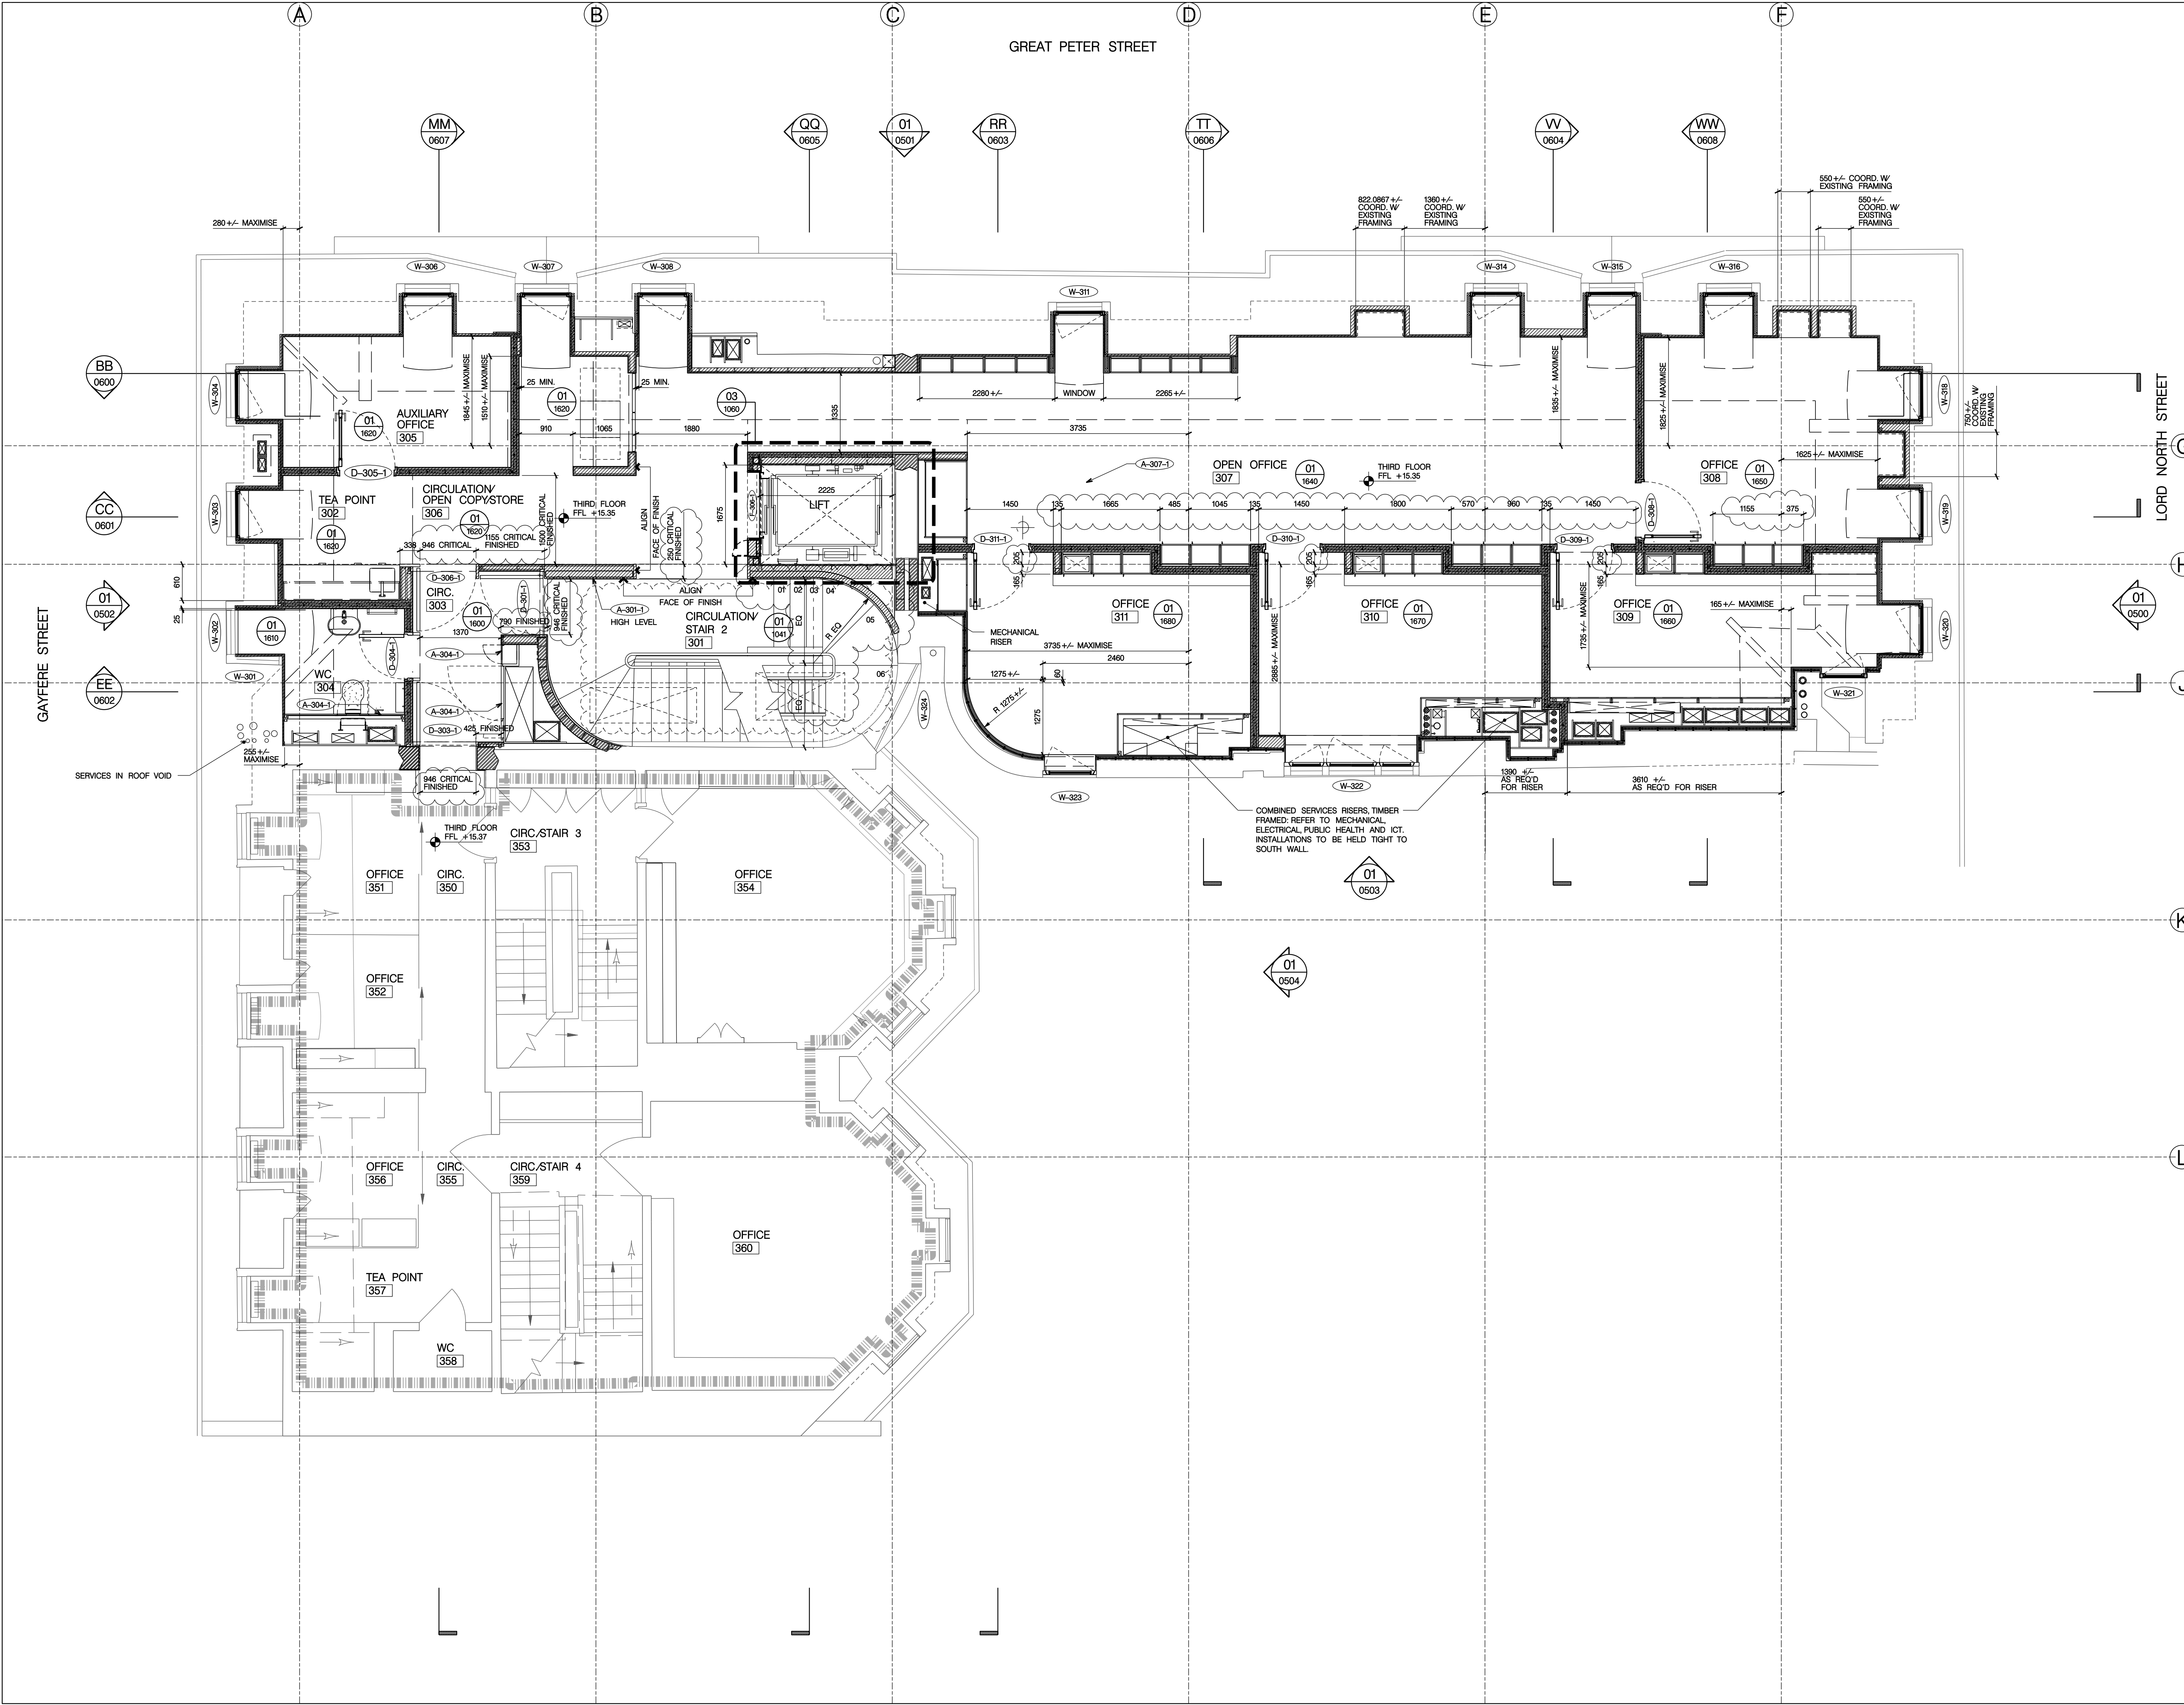 A
B
C
D
E
F
GREAT PETER STREET
MM
0607
QQ
0605
01
0501
RR
0603
TT
0606
VV
0604
WW
0608
550+/- COORD. W/
EXISTING FRAMING
822.0867+/-
COORD. W/
EXISTING
FRAMING
1360+/-
COORD. W/
EXISTING
FRAMING
550+/-
COORD. W/
EXISTING
FRAMING
280+/- MAXIMISE
W-306
W-307
W-308
W-311
W-314
W-315
W-316
BB
0600
W-304
1845+/- MAXIMISE
1510+/- MAXIMISE
25 MIN.
01
1620
25 MIN.
03
1060
1335
2280+/-
WINDOW
2265+/-
1835+/- MAXIMISE
1825+/- MAXIMISE
W-318
750+/-
COORD. W/
EXISTING
FRAMING
LORD NORTH STREET
AUXILIARY
OFFICE
305
01
1620
910
1065
1880
3735
G
D-305-1
A-307-1
OPEN OFFICE
307
01
1640
THIRD FLOOR
FFL +15.35
OFFICE
308
01
1650
1625+/- MAXIMISE
CC
0601
W-303
TEA POINT
302
01
1620
CIRCULATION/
OPEN COPY/STORE
306
01
1620
THIRD FLOOR
FFL +15.35
1500 CRITICAL
FINISHED
ALIGN
FACE OF FINISH
250 CRITICAL
FINISHED
1675
2225
LIFT
1450
135
1665
485
1045
135
1450
1800
570
960
135
1450
D-308-1
1155
375
W-319
338
946 CRITICAL
1155 CRITICAL
FINISHED
D-311-1
D-310-1
D-309-1
205
165
205
165
205
165
H
610
25
01
0502
GAYFERE STREET
D-306-1
CIRC.
303
D-301-1
01
1600
790 FINISHED
946 CRITICAL
FINISHED
1370
A-301-1
HIGH LEVEL
ALIGN
FACE OF FINISH
01
02
03
04
05
06
CIRCULATION/
STAIR 2
301
01
1041
EQ
R EQ
EQ
MECHANICAL
RISER
OFFICE
311
01
1680
OFFICE
310
01
1670
OFFICE
309
01
1660
165+/- MAXIMISE
1735+/- MAXIMISE
W-320
01
0500
W-302
01
1610
D-304-1
A-304-1
3735+/- MAXIMISE
2460
2885+/- MAXIMISE
EE
0602
W-301
WC
304
A-304-1
A-304-1
1275+/-
60
J
D-303-1
425 FINISHED
W-324
R 1275+/-
1275
W-321
255+/-
MAXIMISE
SERVICES IN ROOF VOID
946 CRITICAL
FINISHED
W-323
W-322
1390 +/-
AS REQ'D
FOR RISER
3610 +/-
AS REQ'D FOR RISER
COMBINED SERVICES RISERS, TIMBER
FRAMED: REFER TO MECHANICAL,
ELECTRICAL, PUBLIC HEALTH AND ICT.
INSTALLATIONS TO BE HELD TIGHT TO
SOUTH WALL.
THIRD FLOOR
FFL +15.37
CIRC/STAIR 3
353
OFFICE
351
CIRC.
350
OFFICE
354
01
0503
K
OFFICE
352
01
0504
L
OFFICE
356
CIRC.
355
CIRC/STAIR 4
359
OFFICE
360
TEA POINT
357
WC
358